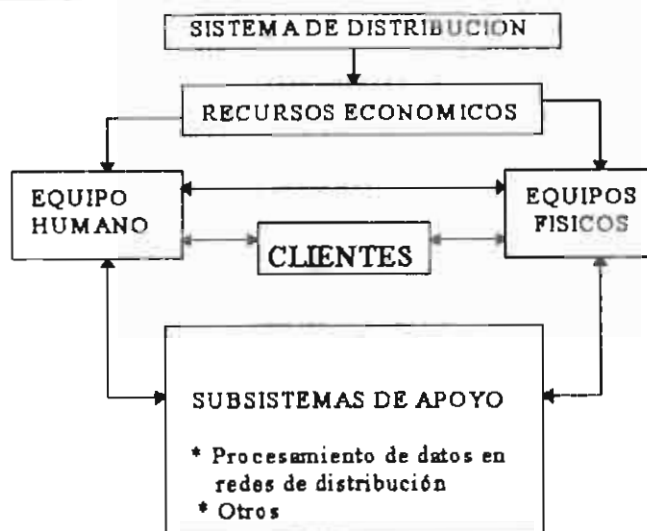 SISTEMA DE DISTRIBUCION
RECURSOS ECONOMICOS
EQUIPO
HUMANO
EQUIPOS
FISICOS
CLIENTES
SUBSISTEMAS DE APOYO
* Procesamiento de datos en
redes de distribución
* Otros